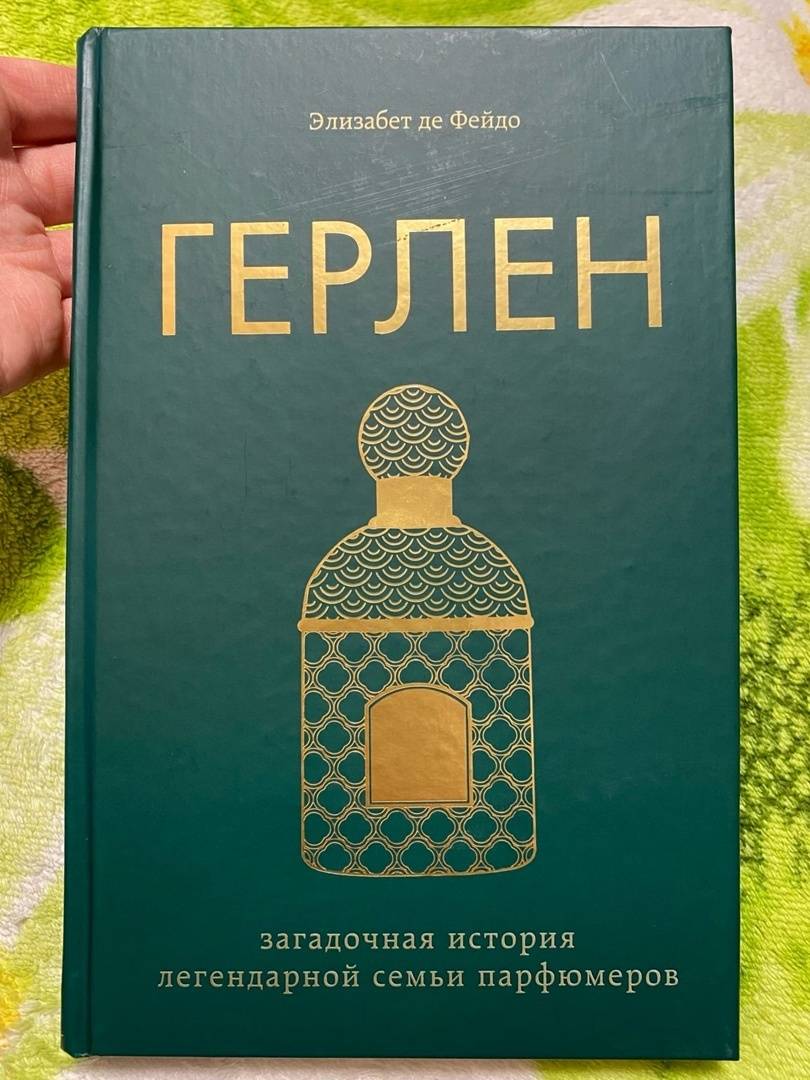 Элизабет де Фейдо
ГЕРЛЕН
загадочная история
легендарной семьи парфюмеров